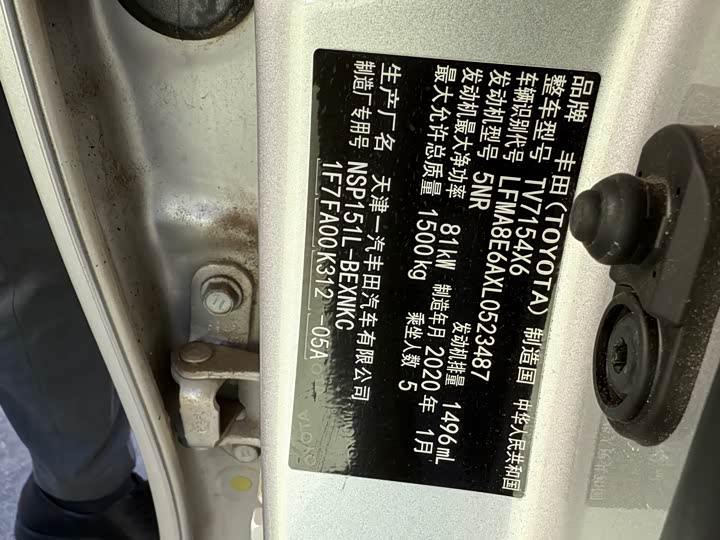 品牌 丰田(TOYOTA) 制造国 中华人民共和国
整车型号 TV7154X6
车辆识别代号 LFMA8E6AXL0523487
发动机型号 5NR 发动机排量 1496mL
发动机最大净功率 81kW 制造年月 2020年 1月
最大允许总质量 1500kg 乘坐人数 5
生产厂名 天津一汽丰田汽车有限公司
制造厂专用号 NSP151L-BEXNKC
1F7FA00,K312 -05A